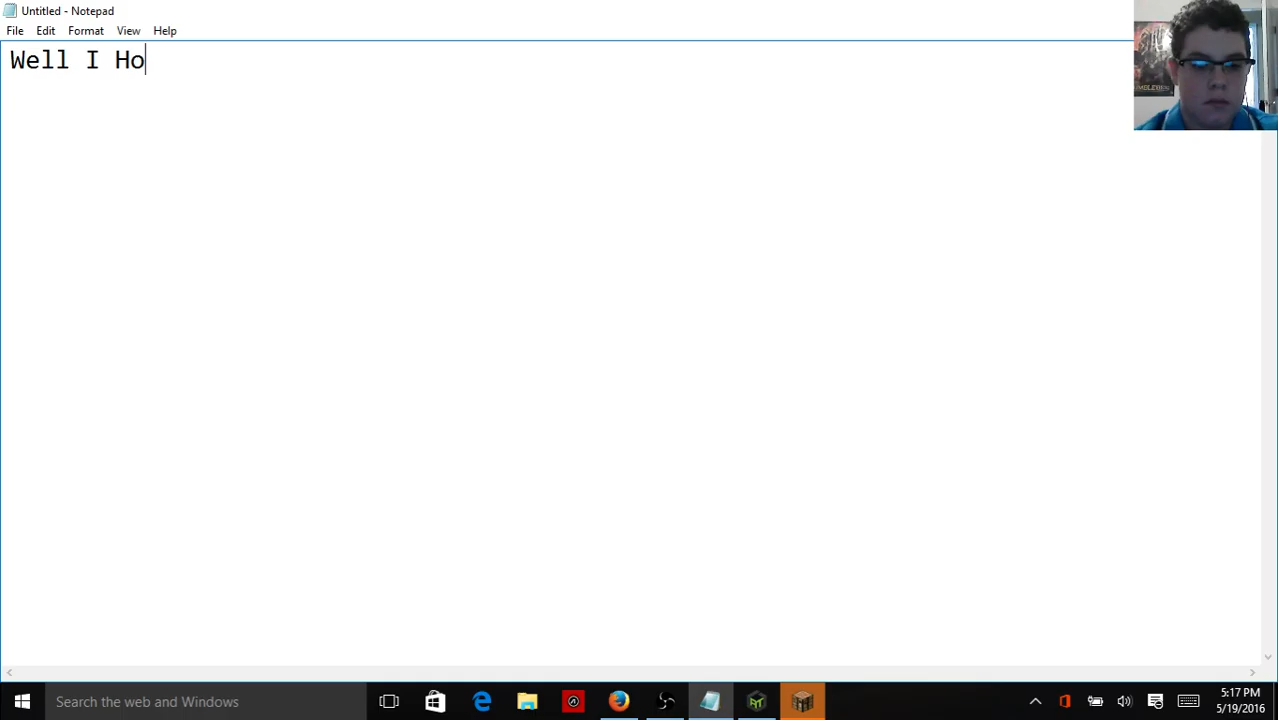 Untitled - Notepad
File Edit Format View Help
Well I Ho
Search the web and Windows
5:17 PM
5/19/2016